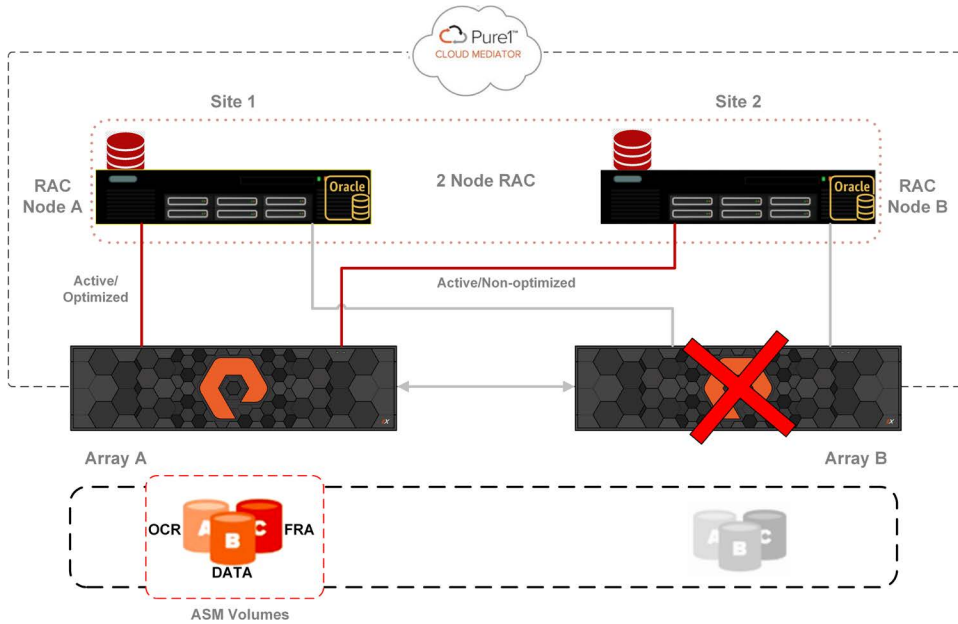 Pure1™
CLOUD MEDIATOR
Site 1
Site 2
RAC
Node A
Oracle
2 Node RAC
Oracle
RAC
Node B
Active/
Optimized
Active/Non-optimized
Array A
Array B
OCR
A
C
FRA
B
DATA
A
C
B
ASM Volumes